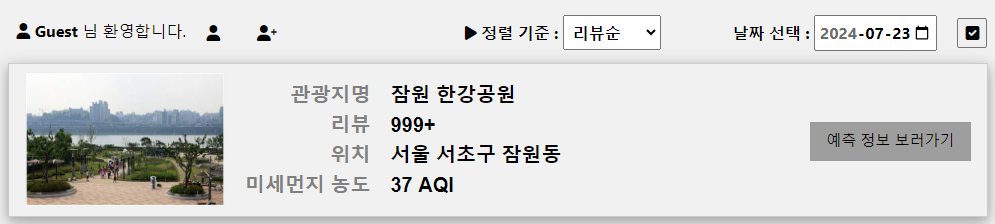 Guest 님 환영합니다. 정렬 기준 : 리뷰순 날짜 선택 : 2024-07-23
관광지명 잠원 한강공원
리뷰 999+
위치 서울 서초구 잠원동
미세먼지 농도 37 AQI
예측 정보 보러가기